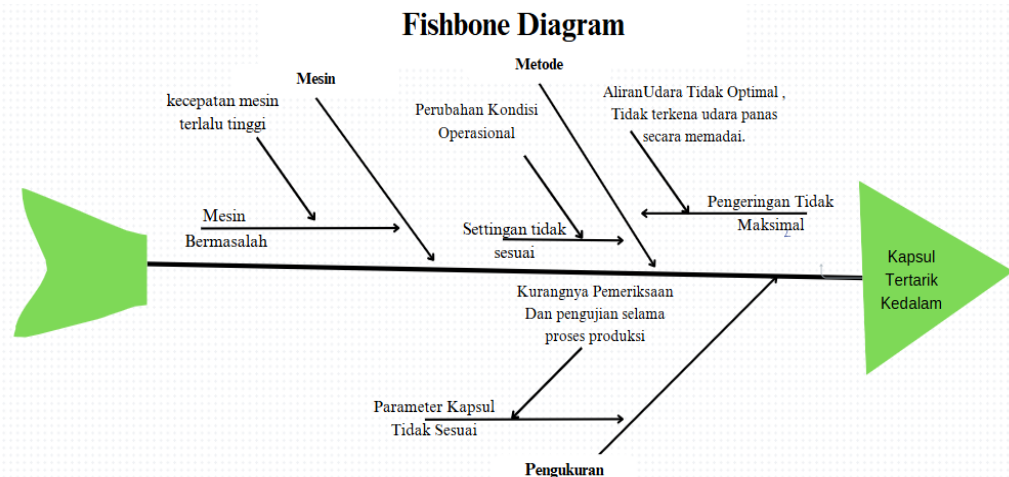 Fishbone Diagram
Mesin
kecepatan mesin
terlalu tinggi
Mesin
Bermasalah
Metode
Perubahan Kondisi
Operasional
Settingan tidak
sesuai
AliranUdara Tidak Optimal ,
Tidak terkena udara panas
secara memadai.
Pengeringan Tidak
Maksimal
Kapsul
Tertarik
Kedalam
Kurangnya Pemeriksaan
Dan pengujian selama
proses produksi
Parameter Kapsul
Tidak Sesuai
Pengukuran